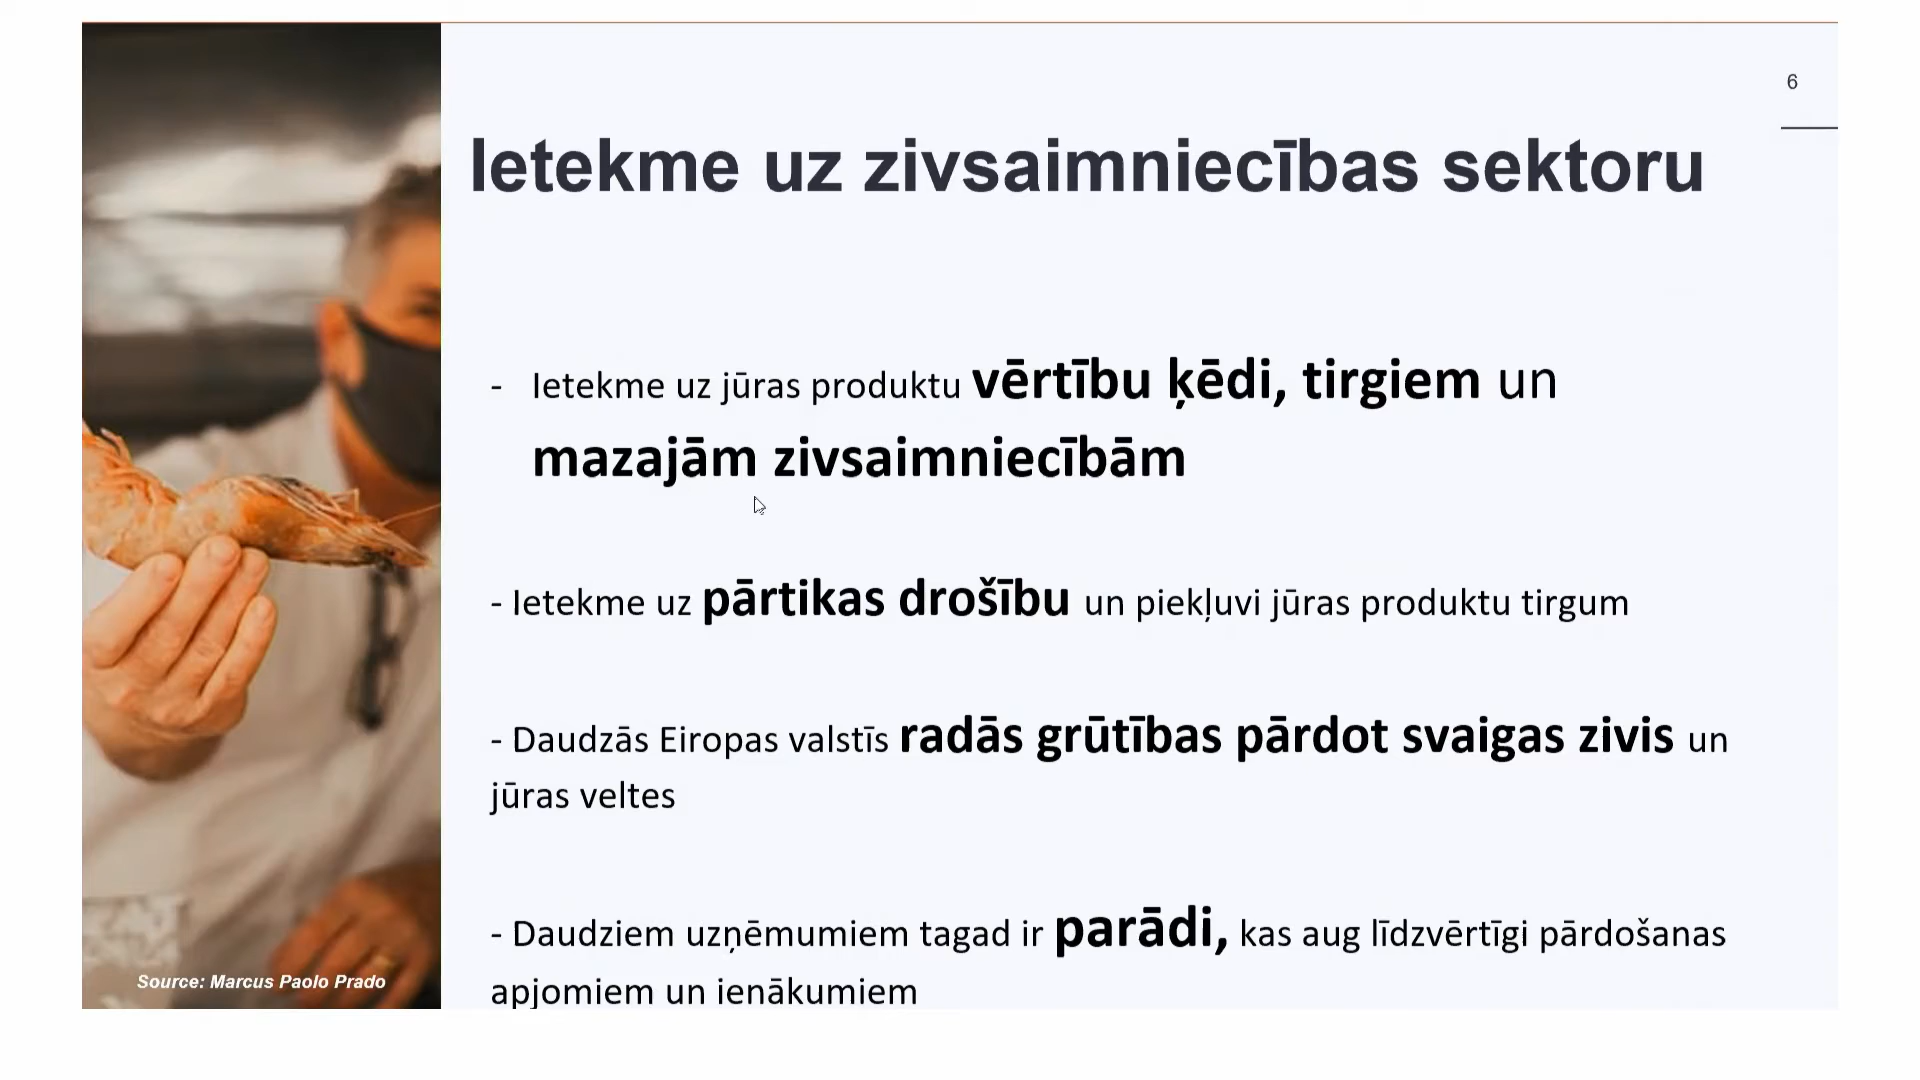 6
Ietekme uz zivsaimniecības sektoru
- Ietekme uz jūras produktu vērtību ķēdi, tirgiem un
mazajām zivsaimniecībām
- Ietekme uz pārtikas drošību un piekļuvi jūras produktu tirgum
- Daudzās Eiropas valstīs radās grūtības pārdot svaigas zivis un
jūras veltes
- Daudziem uzņēmumiem tagad ir parādi, kas aug līdzvērtīgi pārdošanas
apjomiem un ienākumiem
Source: Marcus Paolo Prado